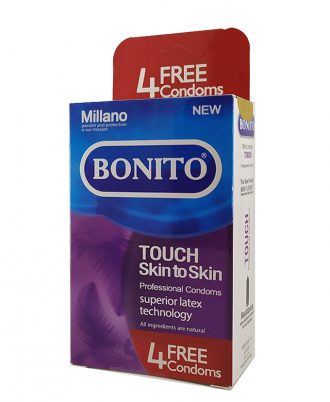 4 FREE
Condoms
Millano
passion and protection
is our mission
NEW
BONITO®
TOUCH
Skin to Skin
Professional Condoms
superior latex
technology
All ingredients are natural
4 FREE
Condoms
BONITO
TOUCH
TOUCH